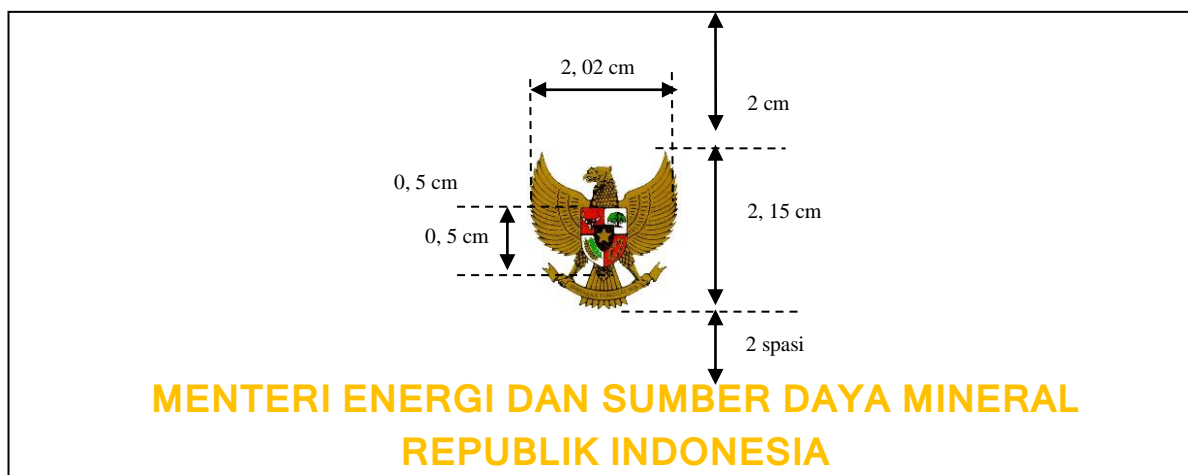 2, 02 cm
2 cm
0, 5 cm
2, 15 cm
0, 5 cm
2 spasi
MENTERI ENERGI DAN SUMBER DAYA MINERAL
REPUBLIK INDONESIA